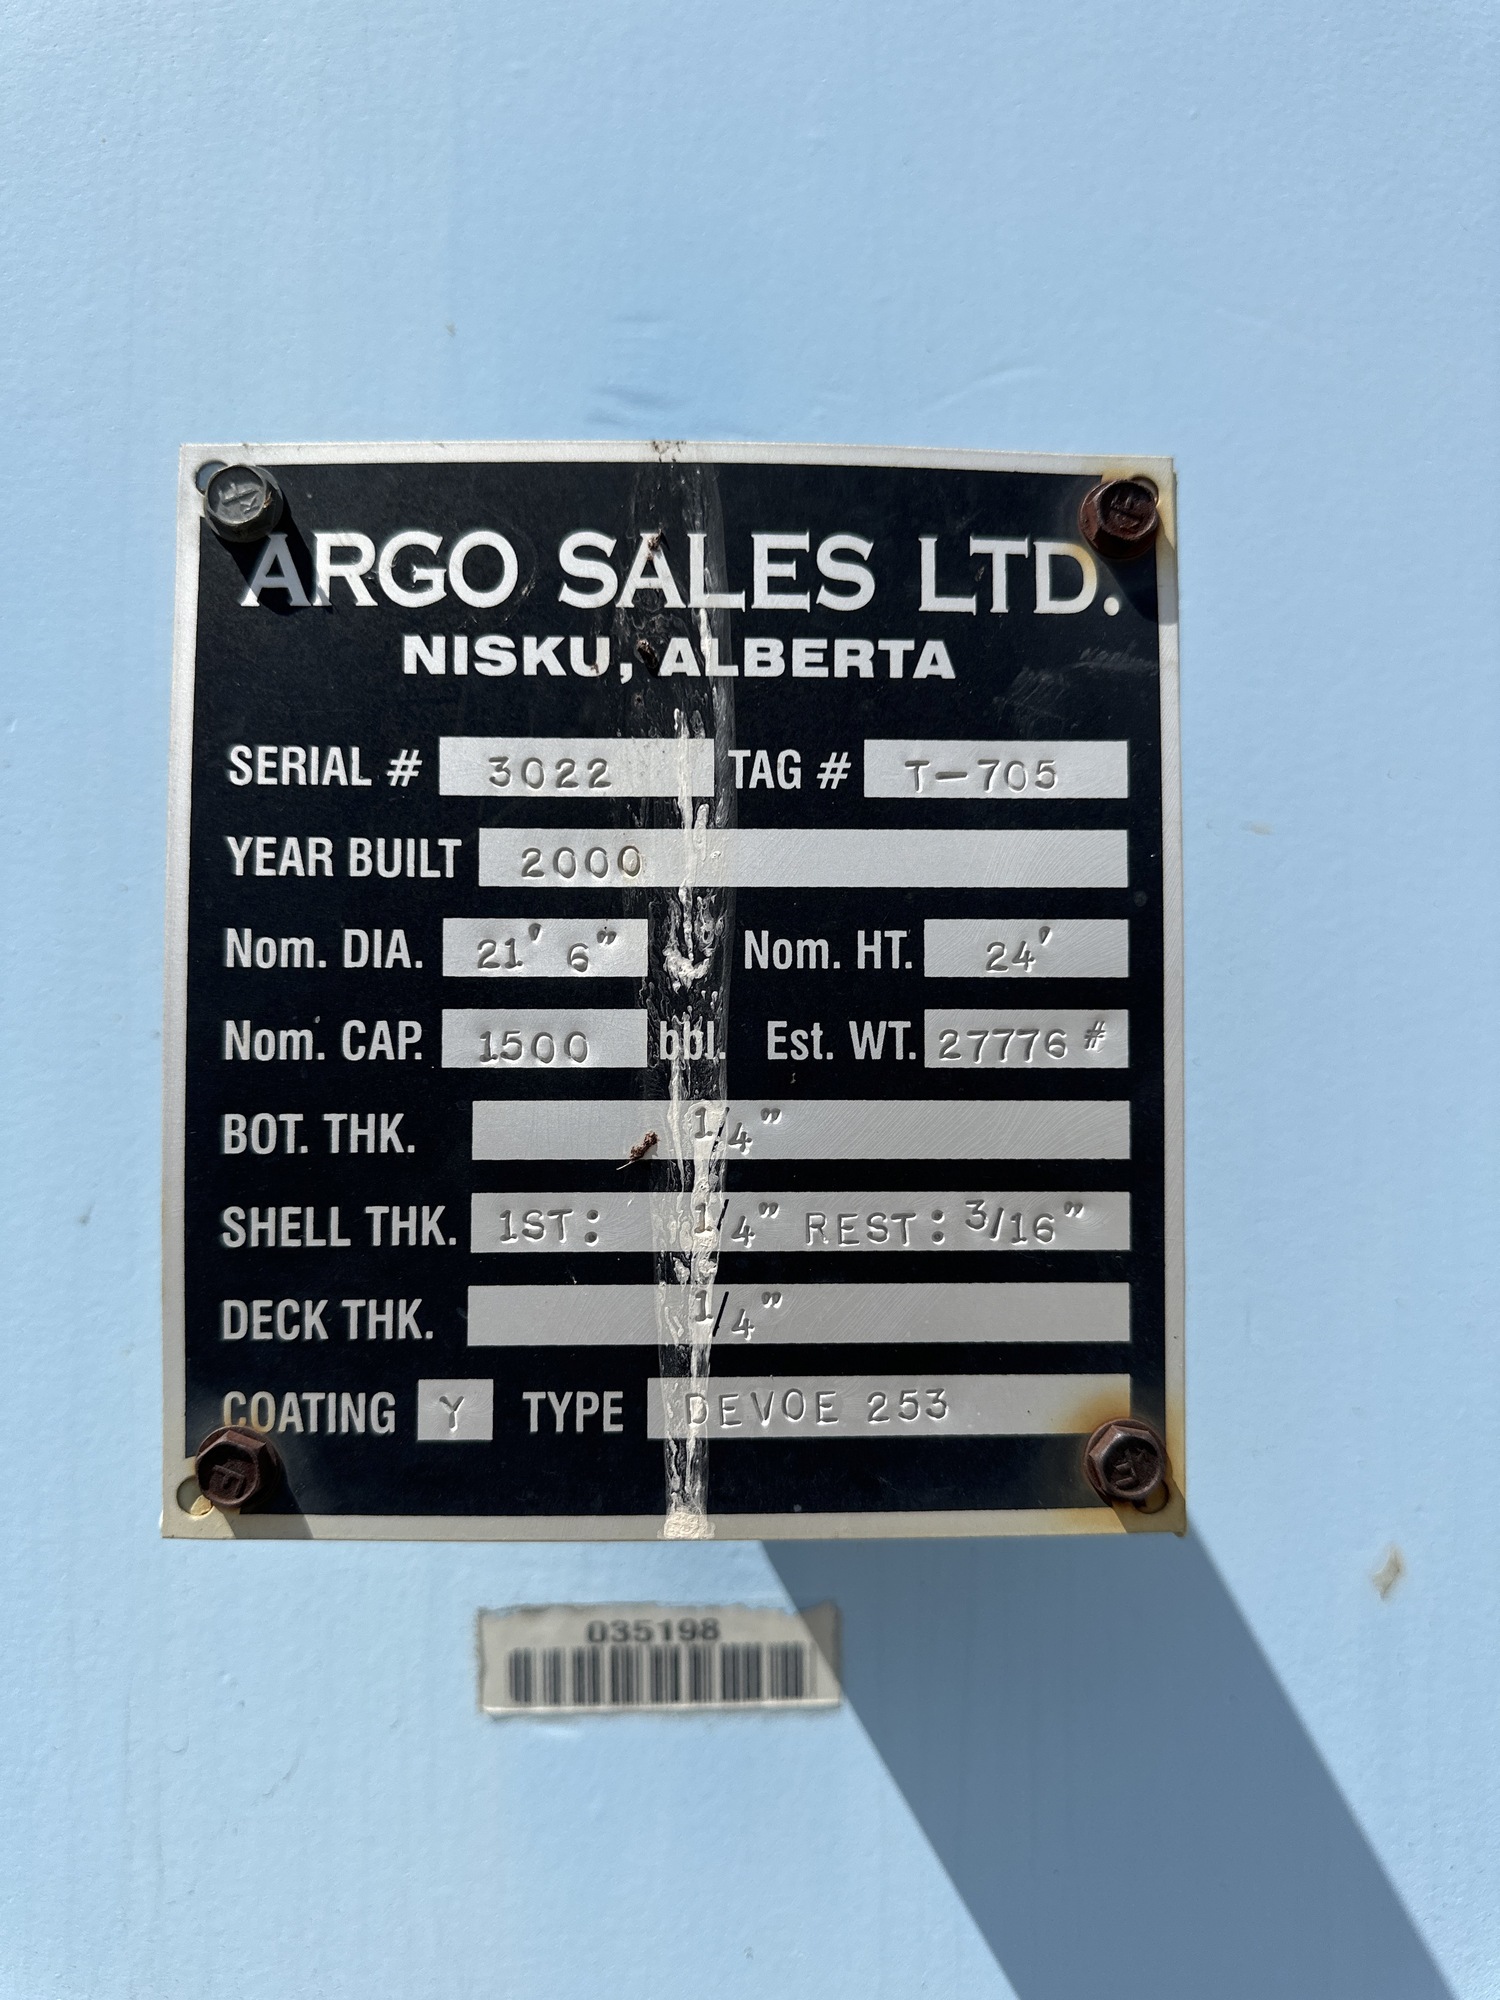 ARGO SALES LTD.
NISKU, ALBERTA
SERIAL # 3022 TAG # T-705
YEAR BUILT 2000
Nom. DIA. 21' 6" Nom. HT. 24'
Nom. CAP. 1500 bbl. Est. WT. 27776 #
BOT. THK. 1/4"
SHELL THK. 1ST: 1/4" REST: 3/16"
DECK THK. 1/4"
COATING Y TYPE DEVOE 253
035198